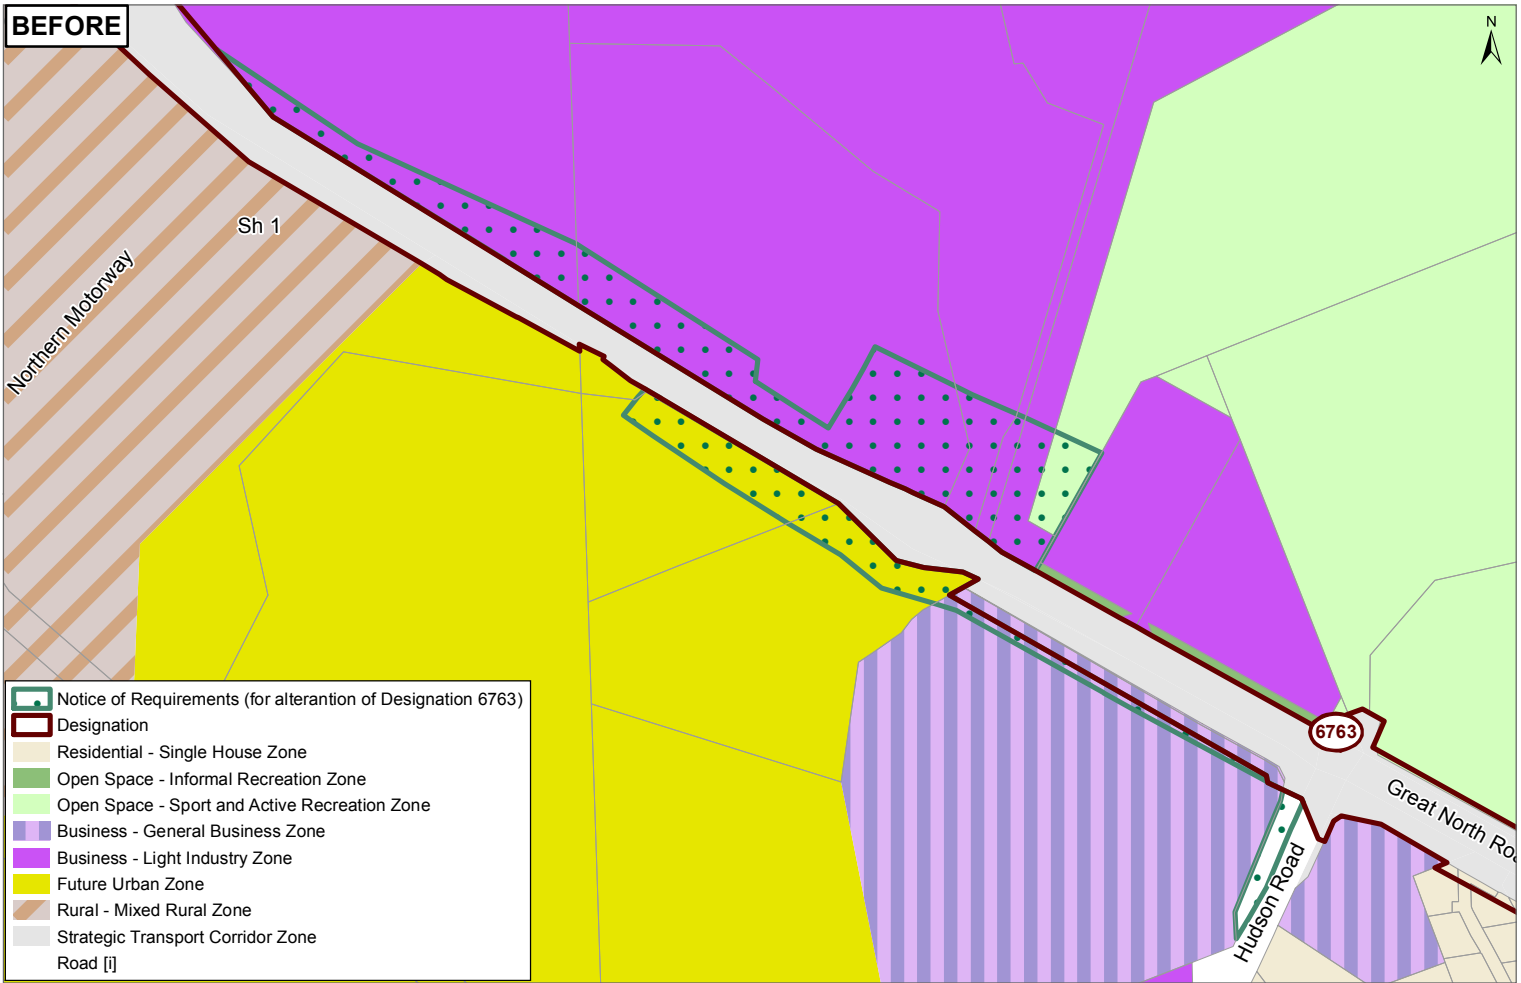 BEFORE
N
Sh 1
Northern Motorway
6763
Great North Roa
Hudson Road
Notice of Requirements (for alterantion of Designation 6763)
Designation
Residential - Single House Zone
Open Space - Informal Recreation Zone
Open Space - Sport and Active Recreation Zone
Business - General Business Zone
Business - Light Industry Zone
Future Urban Zone
Rural - Mixed Rural Zone
Strategic Transport Corridor Zone
Road [i]